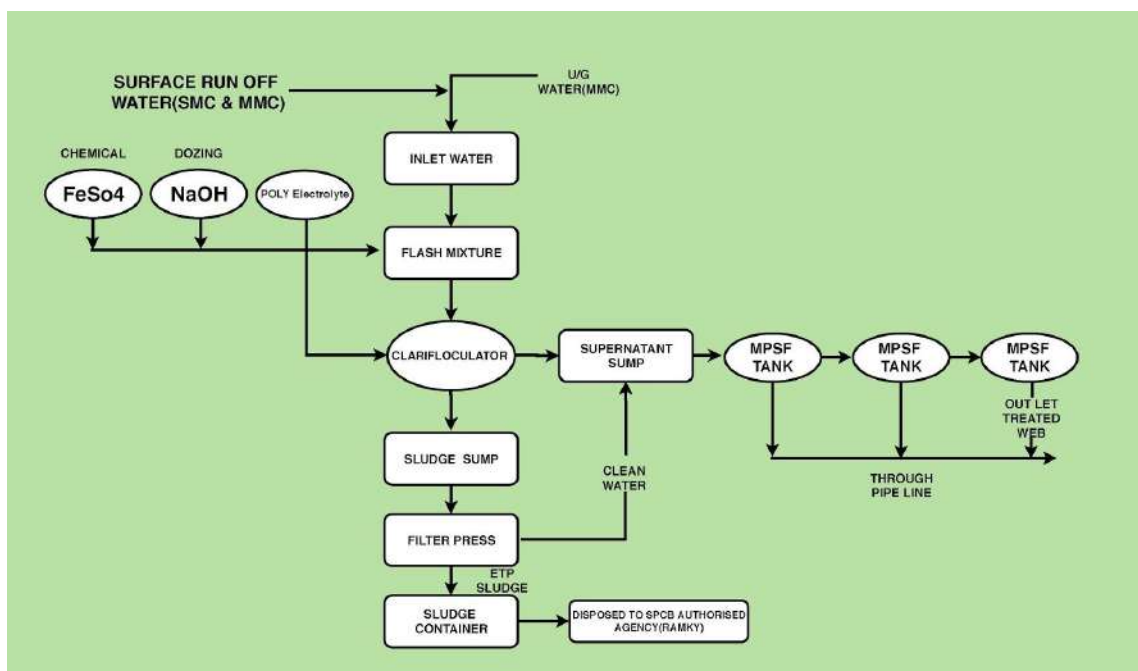 SURFACE RUN OFF
WATER(SMC & MMC)
U/G
WATER(MMC)
INLET WATER
CHEMICAL
DOZING
FeSo4
NaOH
POLY Electrolyte
FLASH MIXTURE
CLARIFLOCULATOR
SUPERNATANT
SUMP
MPSF
TANK
MPSF
TANK
MPSF
TANK
OUT LET
TREATED
WEB
THROUGH
PIPE LINE
SLUDGE SUMP
CLEAN
WATER
FILTER PRESS
ETP
SLUDGE
SLUDGE
CONTAINER
DISPOSED TO SPCB AUTHORISED
AGENCY(RAMKY)